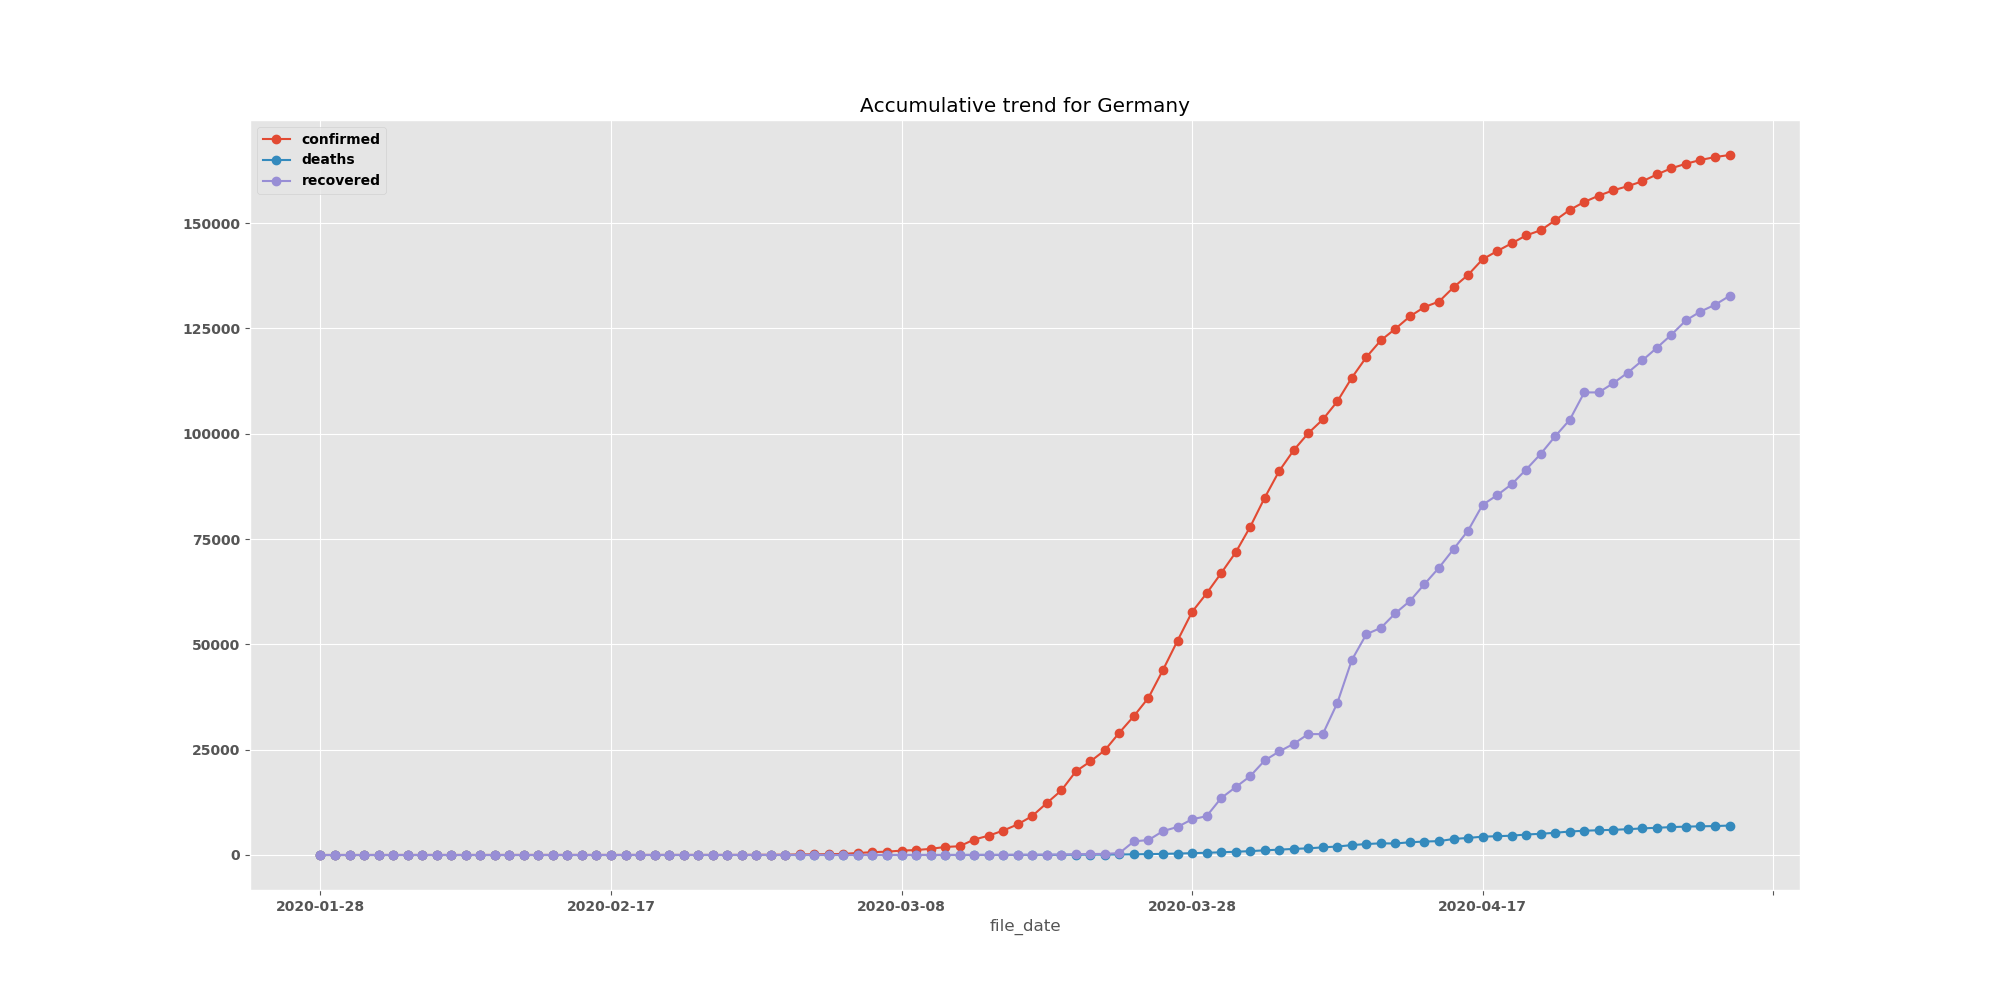 Accumulative trend for Germany
confirmed
deaths
recovered
150000
125000
100000
75000
50000
25000
0
2020-01-28 2020-02-17 2020-03-08 2020-03-28 2020-04-17
file_date